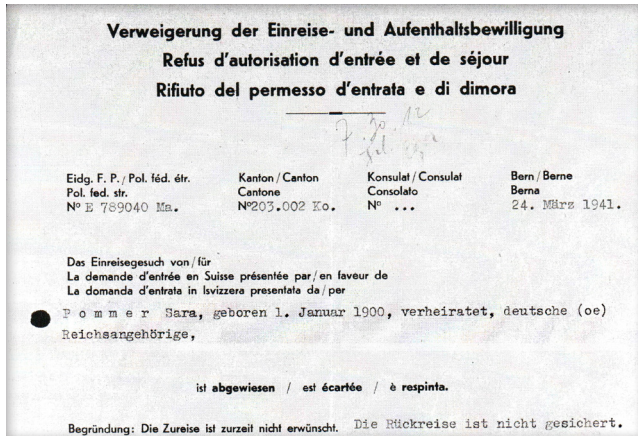 Verweigerung der Einreise- und Aufenthaltsbewilligung
Refus d'autorisation d'entrée et de séjour
Rifiuto del permesso d'entrata e di dimora
7. 30. 12
Eidg. F. P. / Pol. féd. étr.
Pol. fed. str.
Nº E 789040 Ma.
Kanton / Canton
Cantone
Nº203.002 Ko.
Konsulat / Consulat
Consolato
Nº ...
Bern / Berne
Berna
24. März 1941.
Das Einreisegesuch von / für
La demande d'entrée en Suisse présentée par / en faveur de
La domanda d'entrata in Isvizzera presentata da / per
P o m m e r Sara, geboren 1. Januar 1900, verheiratet, deutsche (oe)
Reichsangehörige,
ist abgewiesen / est écartée / è respinta.
Begründung: Die Zureise ist zurzeit nicht erwünscht. Die Rückreise ist nicht gesichert.